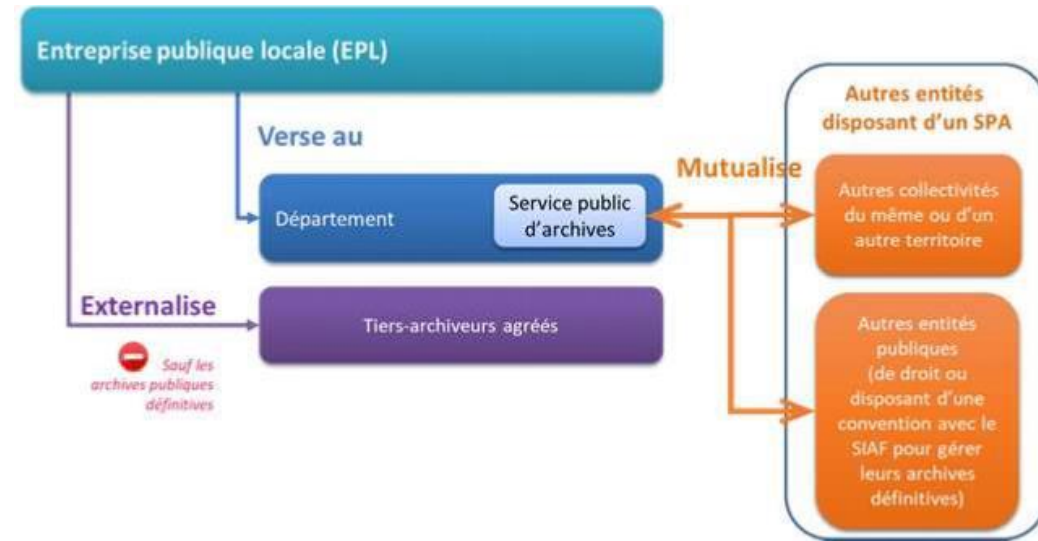 Entreprise publique locale (EPL)
Verse au
Département
Service public
d'archives
Externalise
Sauf les
archives publiques
définitives
Tiers-archiveurs agréés
Mutualise
Autres entités
disposant d'un SPA
Autres collectivités
du même ou d'un
autre territoire
Autres entités
publiques
(de droit ou
disposant d'une
convention avec le
SIAF pour gérer
leurs archives
définitives)